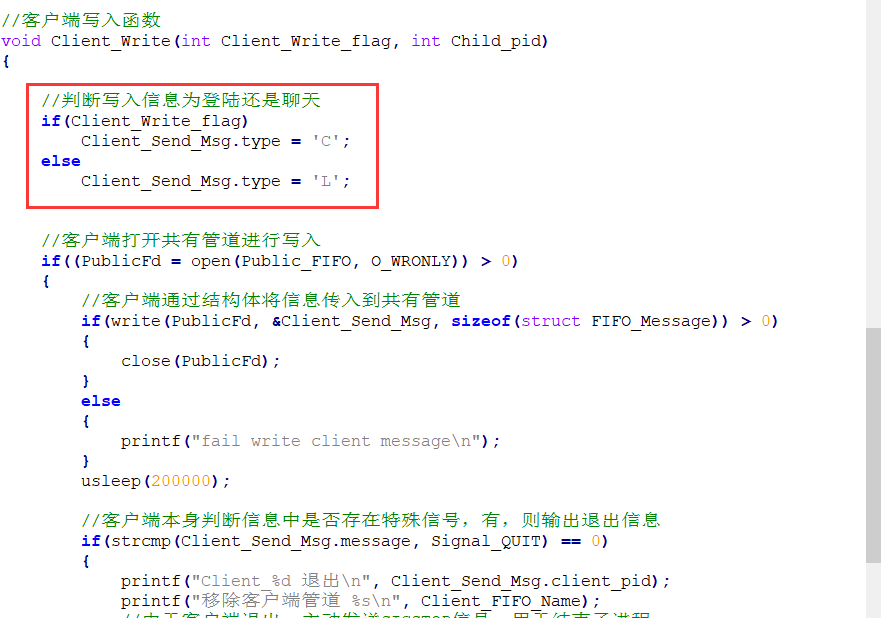 //客户端写入函数
void Client_Write(int Client_Write_flag, int Child_pid)
{
//判断写入信息为登陆还是聊天
if(Client_Write_flag)
Client_Send_Msg.type = 'C';
else
Client_Send_Msg.type = 'L';
//客户端打开共有管道进行写入
if((PublicFd = open(Public_FIFO, O_WRONLY)) > 0)
{
//客户端通过结构体将信息传入到共有管道
if(write(PublicFd, &Client_Send_Msg, sizeof(struct FIFO_Message)) > 0)
{
close(PublicFd);
}
else
{
printf("fail write client message\n");
}
usleep(200000);
//客户端本身判断信息中是否存在特殊信号，有，则输出退出信息
if(strcmp(Client_Send_Msg.message, Signal_QUIT) == 0)
{
printf("Client_%d 退出\n", Client_Send_Msg.client_pid);
printf("移除客户端管道 %s\n", Client_FIFO_Name);